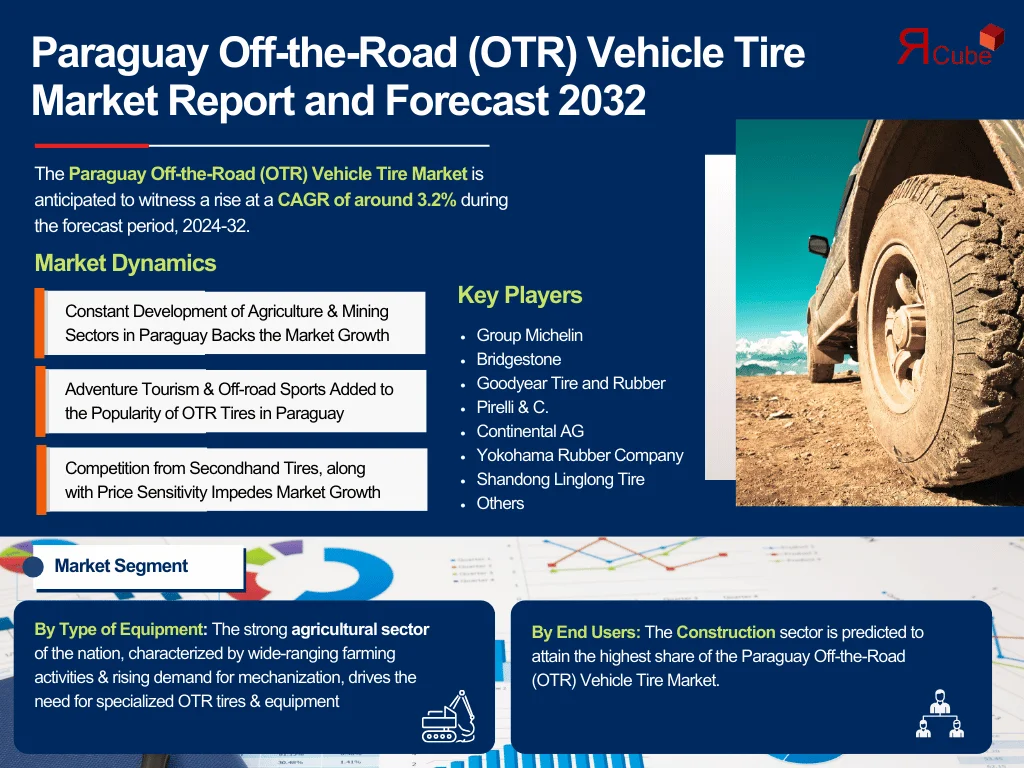 Paraguay Off-the-Road (OTR) Vehicle Tire
Market Report and Forecast 2032
Я Cube
The Paraguay Off-the-Road (OTR) Vehicle Tire Market is
anticipated to witness a rise at a CAGR of around 3.2% during
the forecast period, 2024-32.
Market Dynamics
Constant Development of Agriculture & Mining
Sectors in Paraguay Backs the Market Growth
Adventure Tourism & Off-road Sports Added to
the Popularity of OTR Tires in Paraguay
Competition from Secondhand Tires, along
with Price Sensitivity Impedes Market Growth
Key Players
• Group Michelin
• Bridgestone
• Goodyear Tire and Rubber
• Pirelli & C.
• Continental AG
• Yokohama Rubber Company
• Shandong Linglong Tire
• Others
Market Segment
By Type of Equipment: The strong agricultural sector
of the nation, characterized by wide-ranging farming
activities & rising demand for mechanization, drives the
need for specialized OTR tires & equipment
By End Users: The Construction sector is predicted to
attain the highest share of the Paraguay Off-the-Road
(OTR) Vehicle Tire Market.